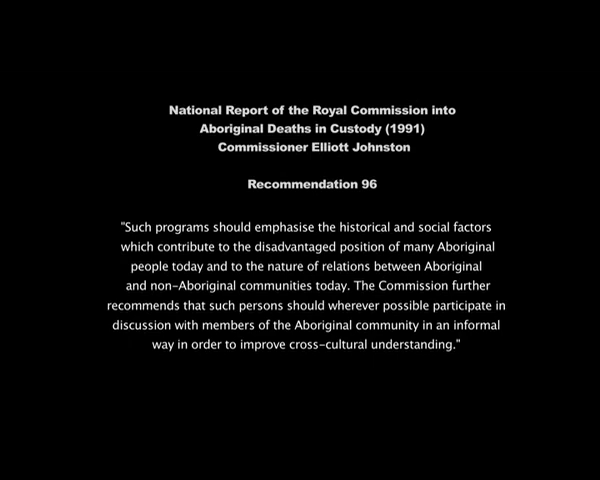 National Report of the Royal Commission into
Aboriginal Deaths in Custody (1991)
Commissioner Elliott Johnston
Recommendation 96
"Such programs should emphasise the historical and social factors
which contribute to the disadvantaged position of many Aboriginal
people today and to the nature of relations between Aboriginal
and non-Aboriginal communities today. The Commission further
recommends that such persons should wherever possible participate in
discussion with members of the Aboriginal community in an informal
way in order to improve cross-cultural understanding."